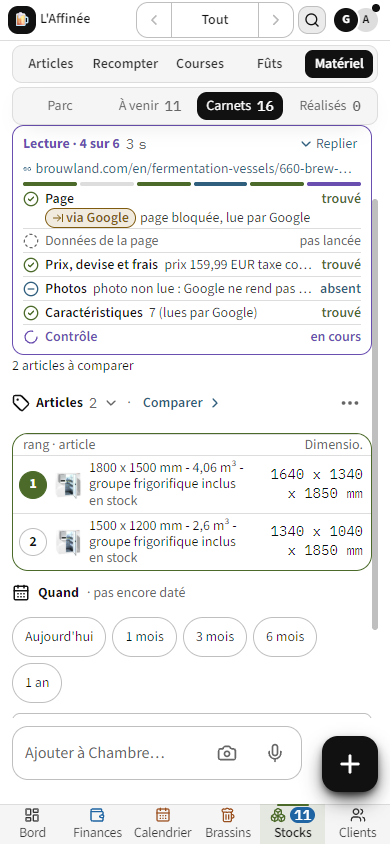 L'Affinée
Tout
G
A
Articles
Recompter
Courses
Fûts
Matériel
Parc
À venir 11
Carnets 16
Réalisés 0
Lecture · 4 sur 6 3 s
Replier
brouwland.com/en/fermentation-vessels/660-brew-…
Page
trouvé
via Google page bloquée, lue par Google
Données de la page
pas lancée
Prix, devise et frais prix 159,99 EUR taxe co…
trouvé
Photos photo non lue : Google ne rend pas …
absent
Caractéristiques 7 (lues par Google)
trouvé
Contrôle
en cours
2 articles à comparer
Articles 2
· Comparer
rang · article
Dimensio.
1
1800 x 1500 mm - 4,06 m³ -
groupe frigorifique inclus
en stock
1640 x 1340
x 1850 mm
2
1500 x 1200 mm - 2,6 m³ -
groupe frigorifique inclus
en stock
1340 x 1040
x 1850 mm
Quand · pas encore daté
Aujourd'hui
1 mois
3 mois
6 mois
1 an
Ajouter à Chambre…
Bord
Finances
Calendrier
Brassins
11
Stocks
Clients